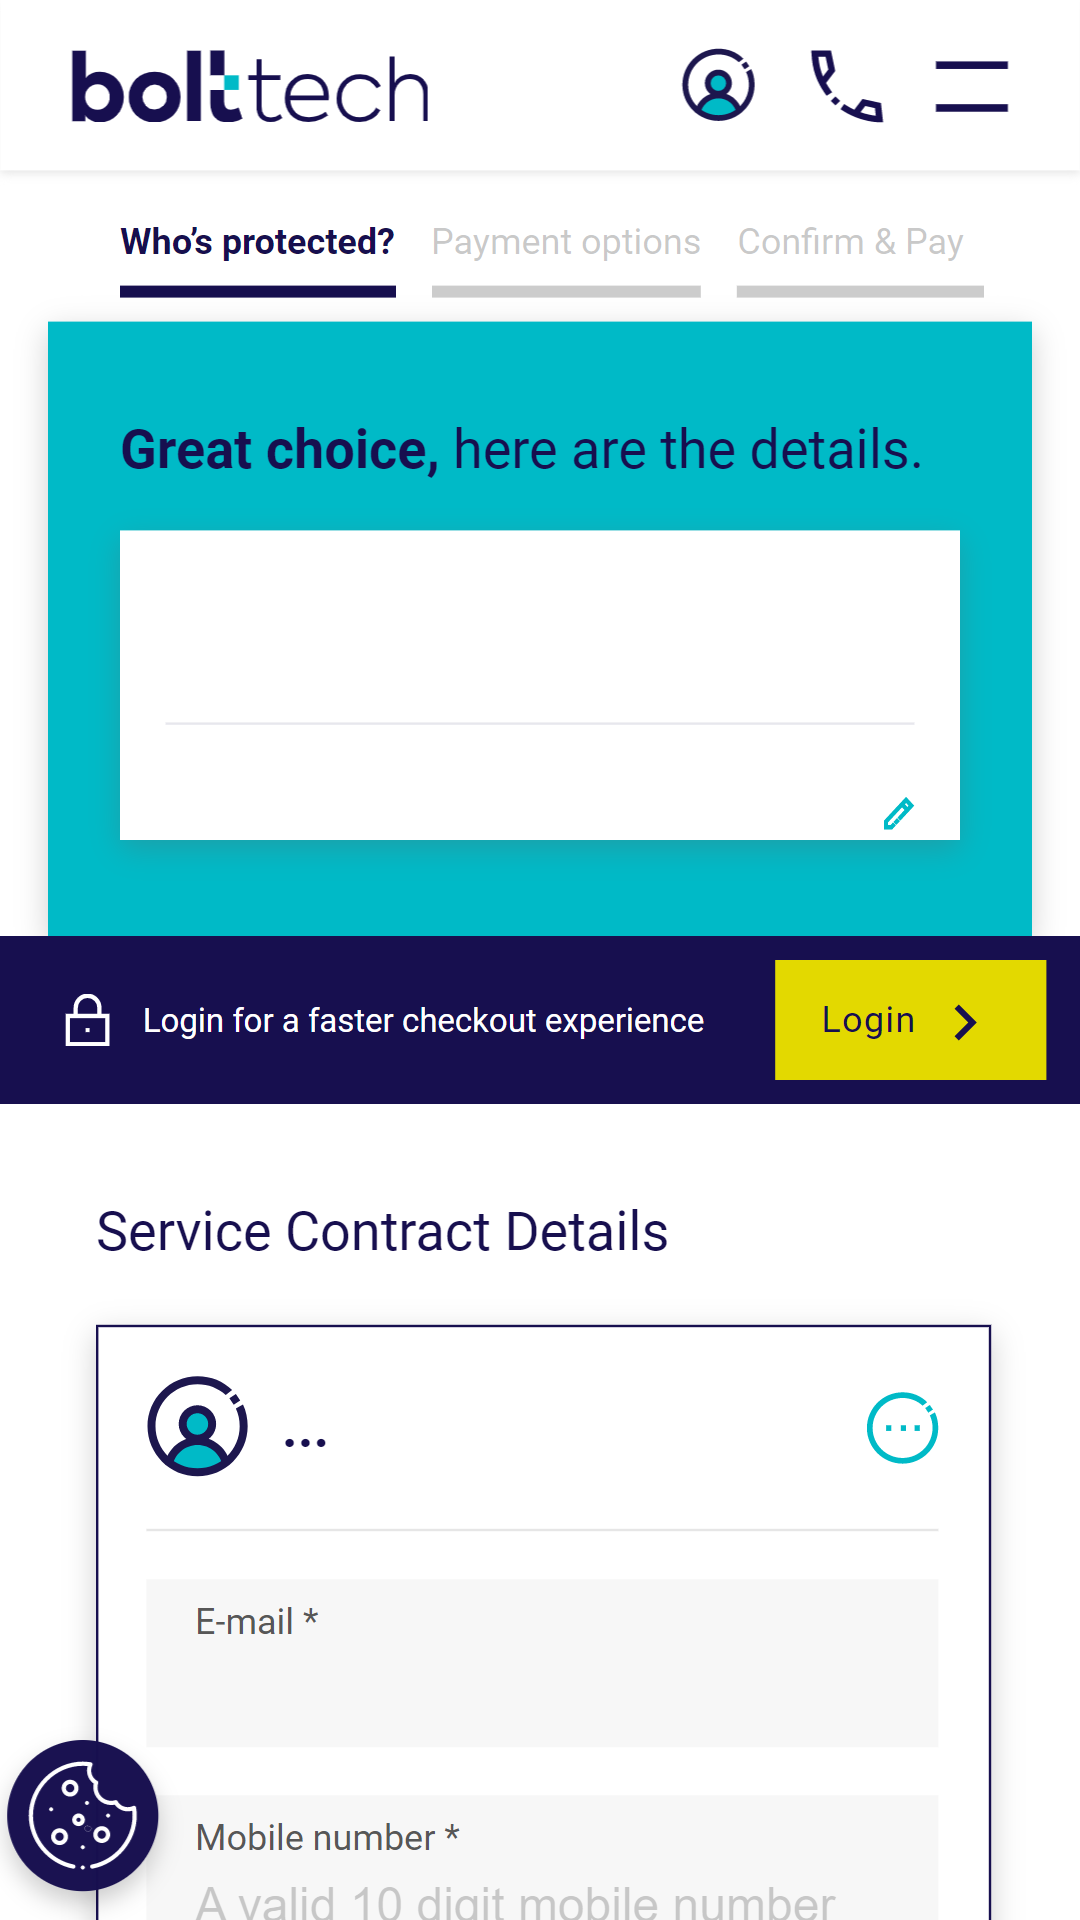 bolttech
Who's protected? Payment options Confirm & Pay
Great choice, here are the details.
Login for a faster checkout experience Login
Service Contract Details
...
E-mail *
Mobile number *
A valid 10 digit mobile number